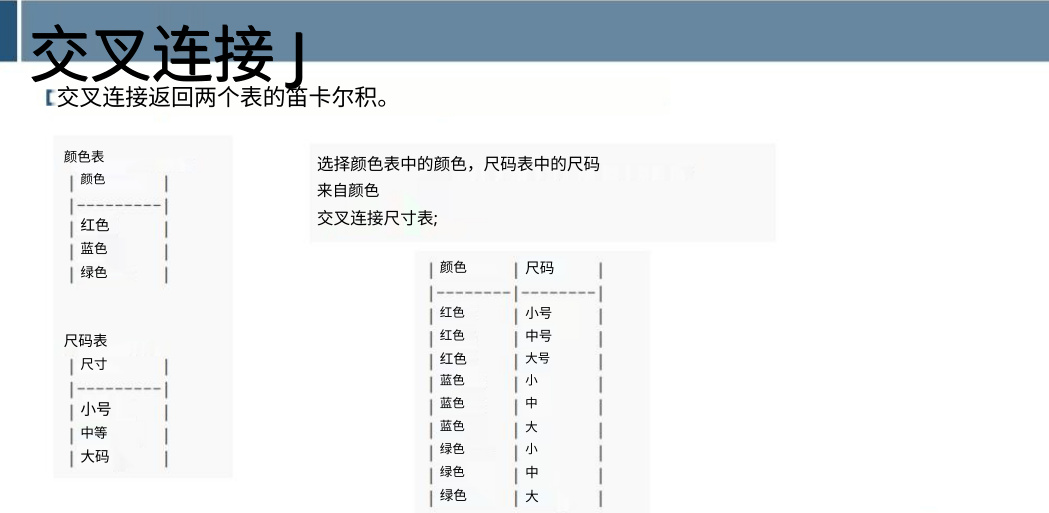 交叉连接 J
交叉连接返回两个表的笛卡尔积。
颜色表
| 颜色 |
|---------|
| 红色 |
| 蓝色 |
| 绿色 |
尺码表
| 尺寸 |
|---------|
| 小号 |
| 中等 |
| 大码 |
选择颜色表中的颜色，尺码表中的尺码
来自颜色
交叉连接尺寸表;
| 颜色 | 尺码 |
|--------|--------|
| 红色 | 小号 |
| 红色 | 中号 |
| 红色 | 大号 |
| 蓝色 | 小 |
| 蓝色 | 中 |
| 蓝色 | 大 |
| 绿色 | 小 |
| 绿色 | 中 |
| 绿色 | 大 |